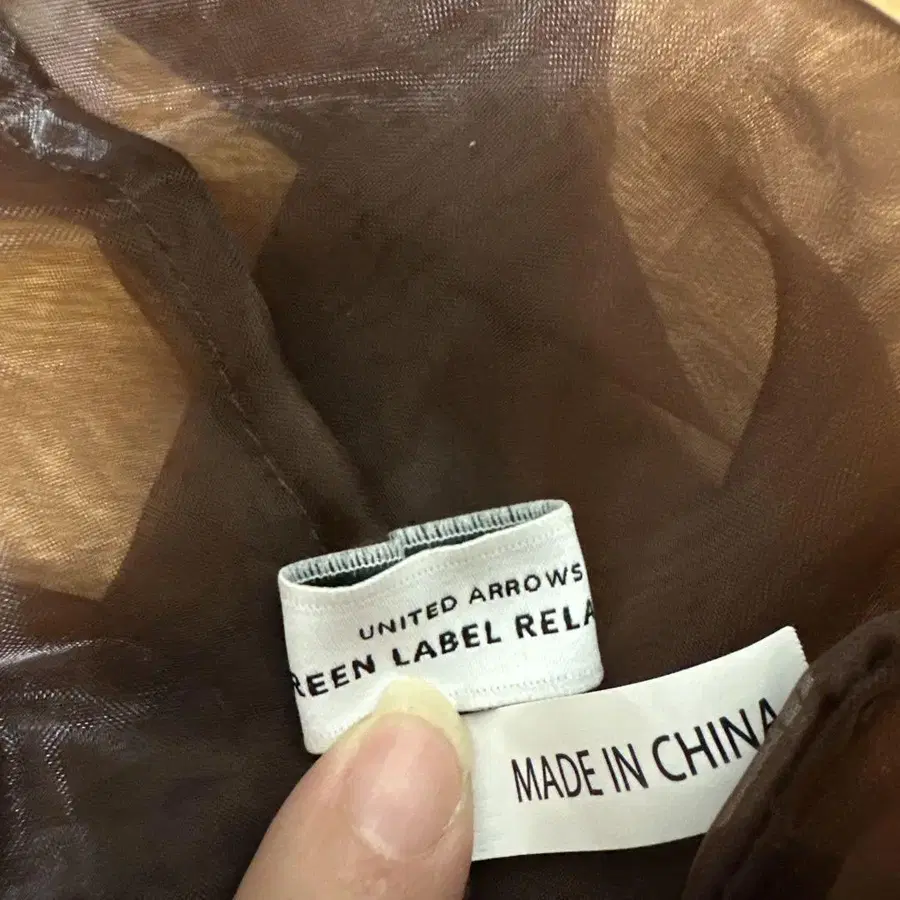 UNITED ARROWS
REEN LABEL RELA
MADE IN CHINA